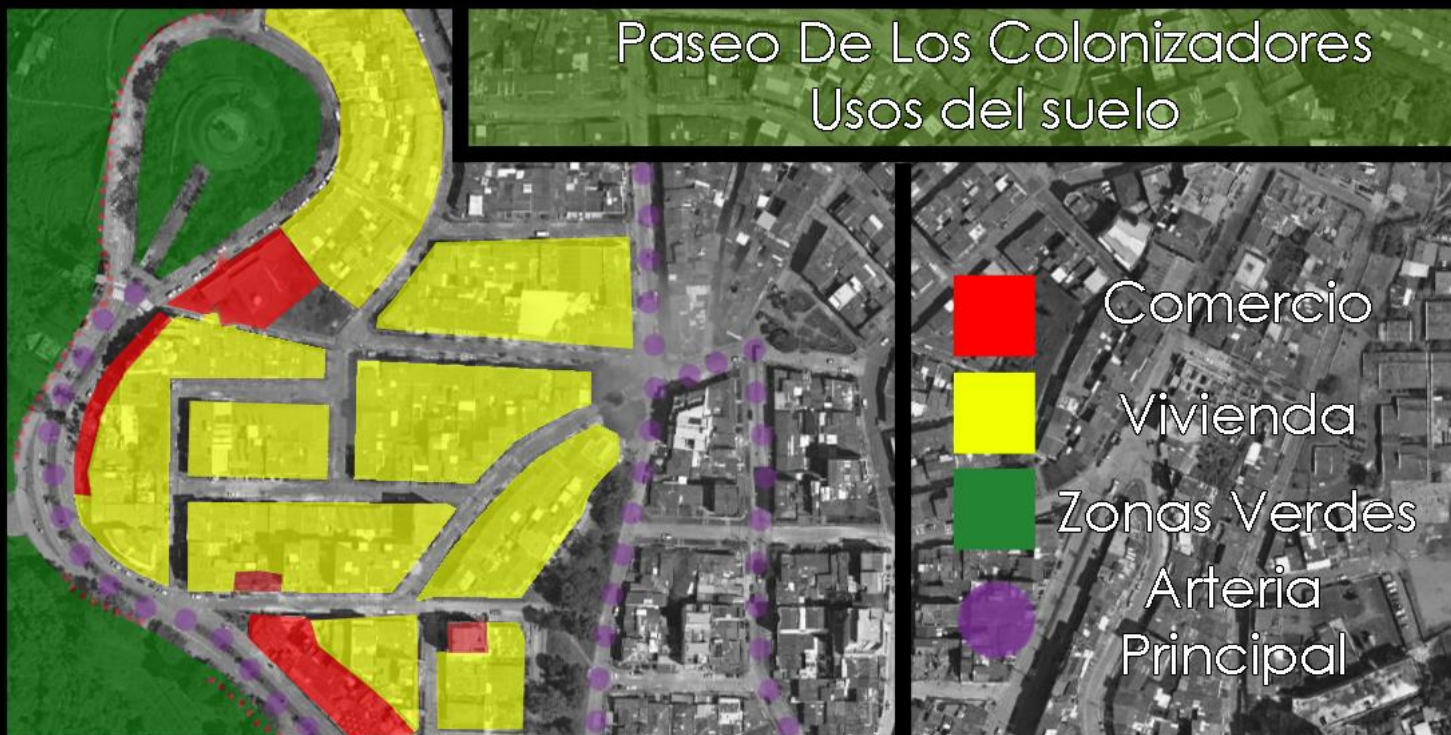 Paseo De Los Colonizadores
Usos del suelo
Comercio
Vivienda
Zonas Verdes
Arteria
Principal